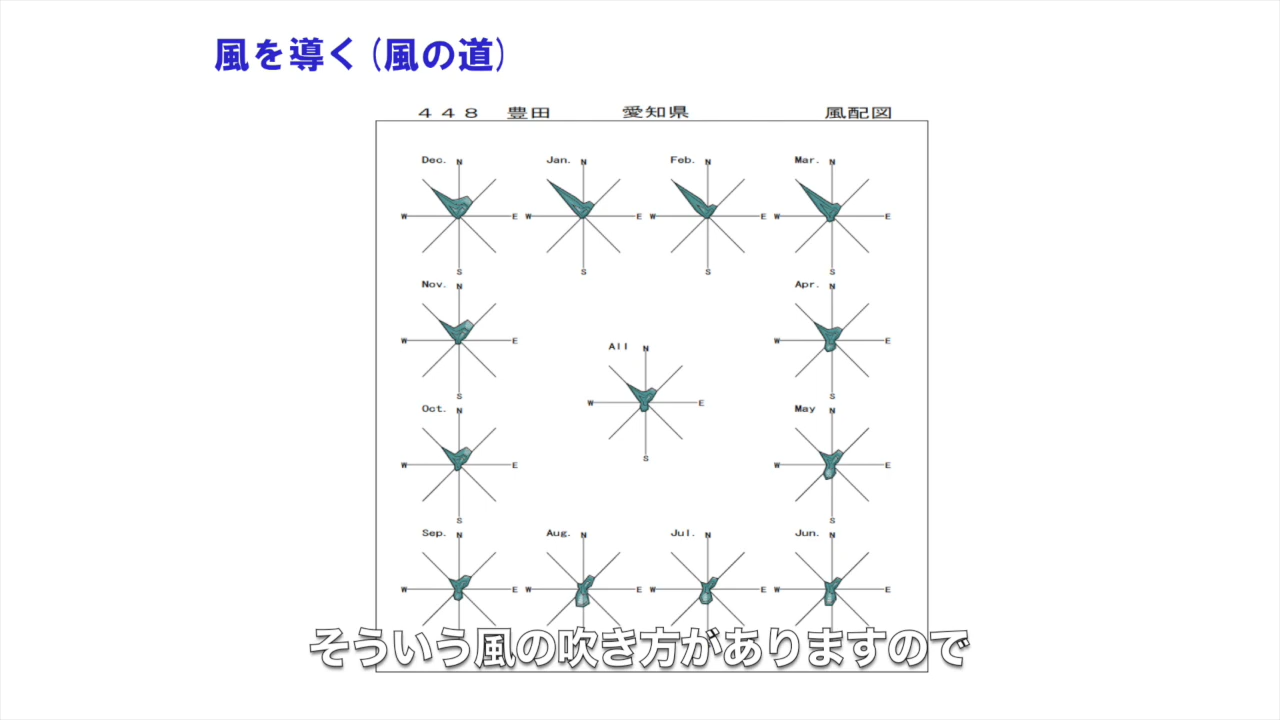 風を導く(風の道)
４４８ 豊田 愛知県 風配図
Dec. N Jan. N Feb. N Mar. N
W E W E W E W E
S S S S
Nov. N Apr. N
W E W E
S S
All N
W E
S
Oct. N May N
W E W E
S S
Sep. N Aug. N Jul. N Jun. N
W E W E W E W E
そういう風の吹き方がありますので